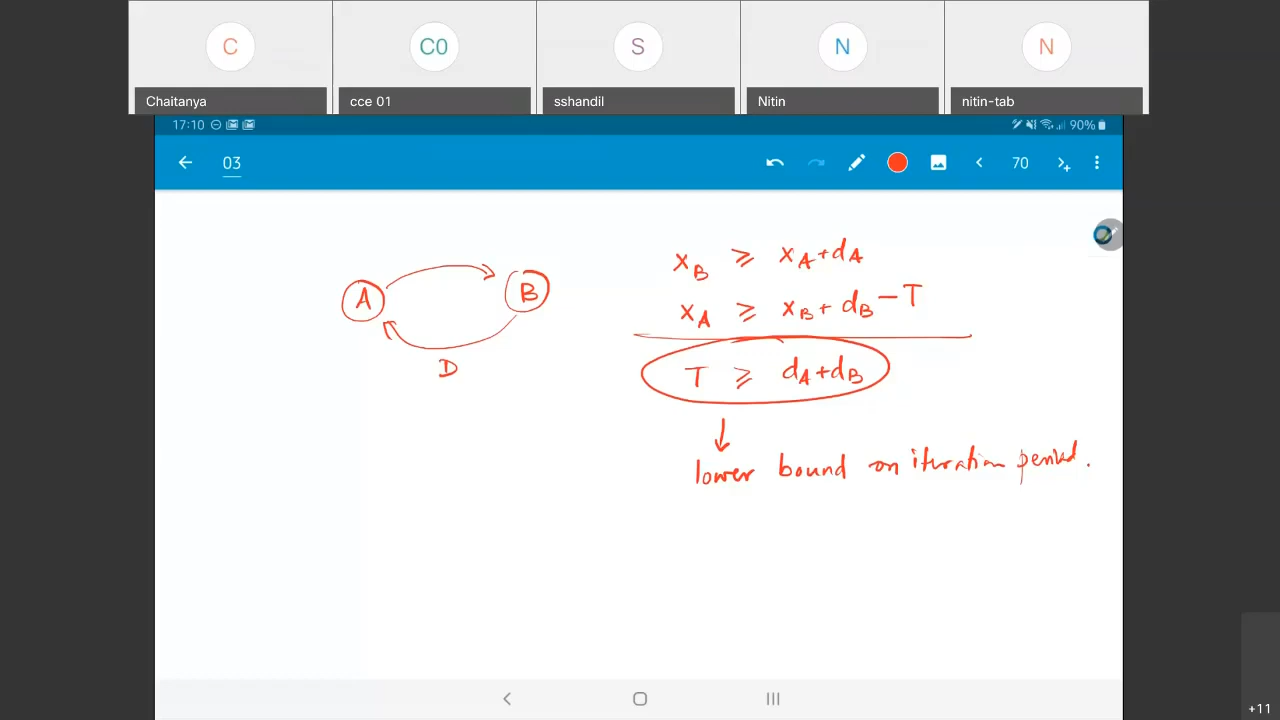 C
C0
S
N
N
Chaitanya
cce 01
sshandil
Nitin
nitin-tab
17:10
90%
03
70
A
B
D
x_B ⩾ x_A + d_A
x_A ⩾ x_B + d_B - T
T ⩾ d_A + d_B
↓
lower bound on iteration period.
+11